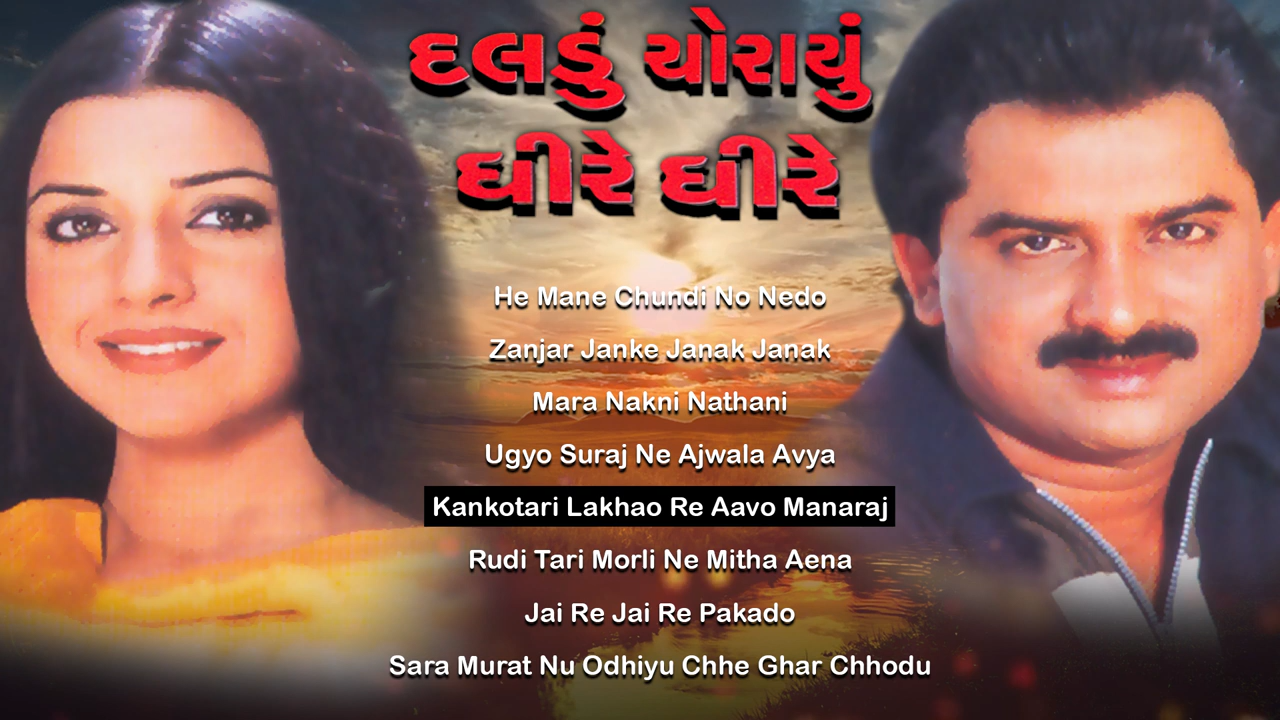 દલડું ચોરાયું
ધીરે ધીરે
He Mane Chundi No Nedo
Zanjar Janke Janak Janak
Mara Nakni Nathani
Ugyo Suraj Ne Ajwala Avya
Kankotari Lakhao Re Aavo Manaraj
Rudi Tari Morli Ne Mitha Aena
Jai Re Jai Re Pakado
Sara Murat Nu Odhiyu Chhe Ghar Chhodu